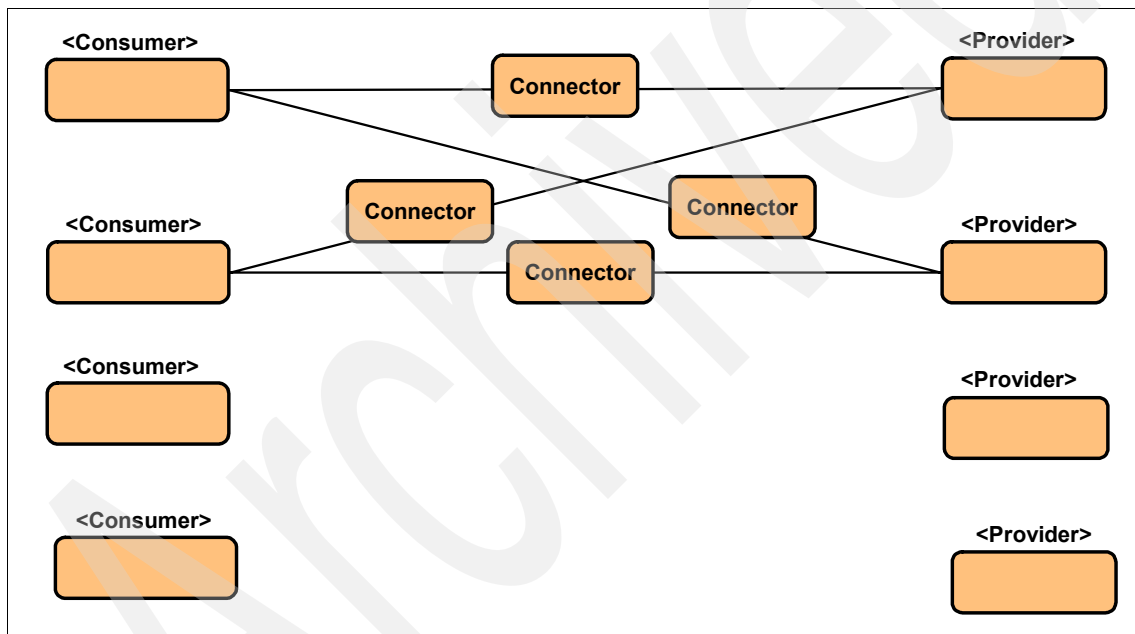 <Consumer>
<Provider>
Connector
Connector
Connector
<Consumer>
<Provider>
Connector
<Consumer>
<Provider>
<Consumer>
<Provider>
Archived